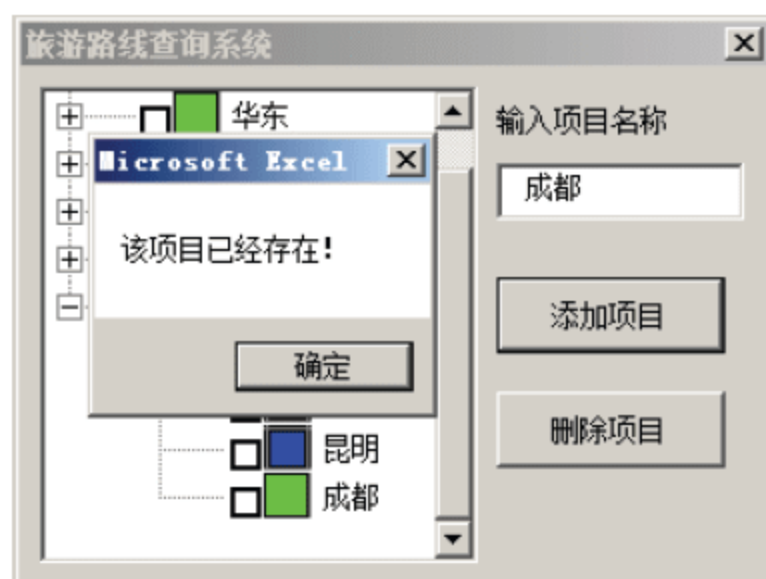 旅游路线查询系统
华东
输入项目名称
Microsoft Excel
成都
该项目已经存在!
添加项目
确定
删除项目
昆明
成都